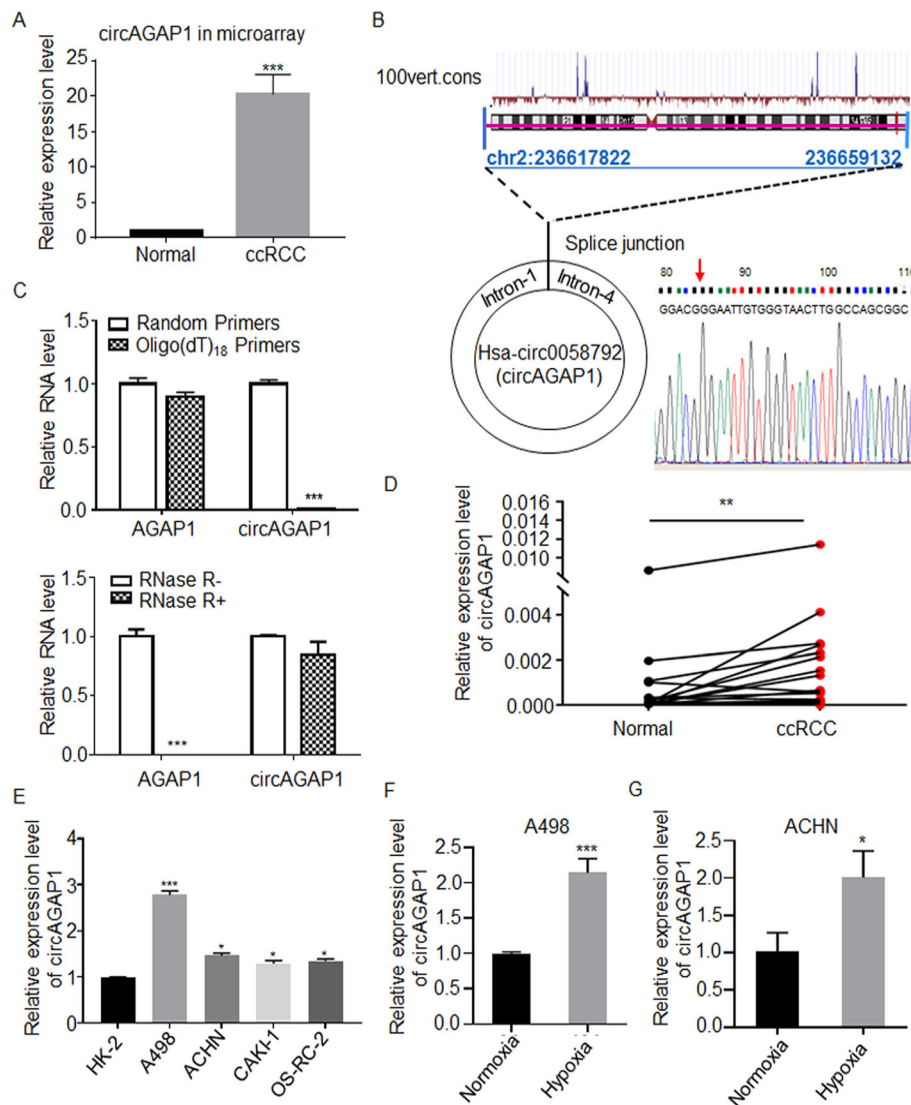 A
circAGAP1 in microarray
Relative expression level
25
20
15
10
5
0
***
Normal
ccRCC
B
100vert.cons
chr2:236617822
236659132
Splice junction
Intron-1
Intron-4
Hsa-circ0058792
(circAGAP1)
80
90
100
110
GGACGGGAATTGTGGGTAACTTGGCCAGCGGC
C
Relative RNA level
1.5
1.0
0.5
0.0
Random Primers
Oligo(dT)18 Primers
***
AGAP1
circAGAP1
Relative RNA level
1.5
1.0
0.5
0.0
RNase R-
RNase R+
***
AGAP1
circAGAP1
D
Relative expression level
of circAGAP1
0.016
0.014
0.012
0.010
0.004
0.002
0.000
**
Normal
ccRCC
E
Relative expression level
of circAGAP1
4
3
2
1
0
***
*
*
*
HK-2
A498
ACHN
CAKI-1
OS-RC-2
F
A498
Relative expression level
of circAGAP1
2.5
2.0
1.5
1.0
0.5
0.0
***
Normoxia
Hypoxia
G
ACHN
Relative expression level
of circAGAP1
2.5
2.0
1.5
1.0
0.5
0.0
*
Normoxia
Hypoxia